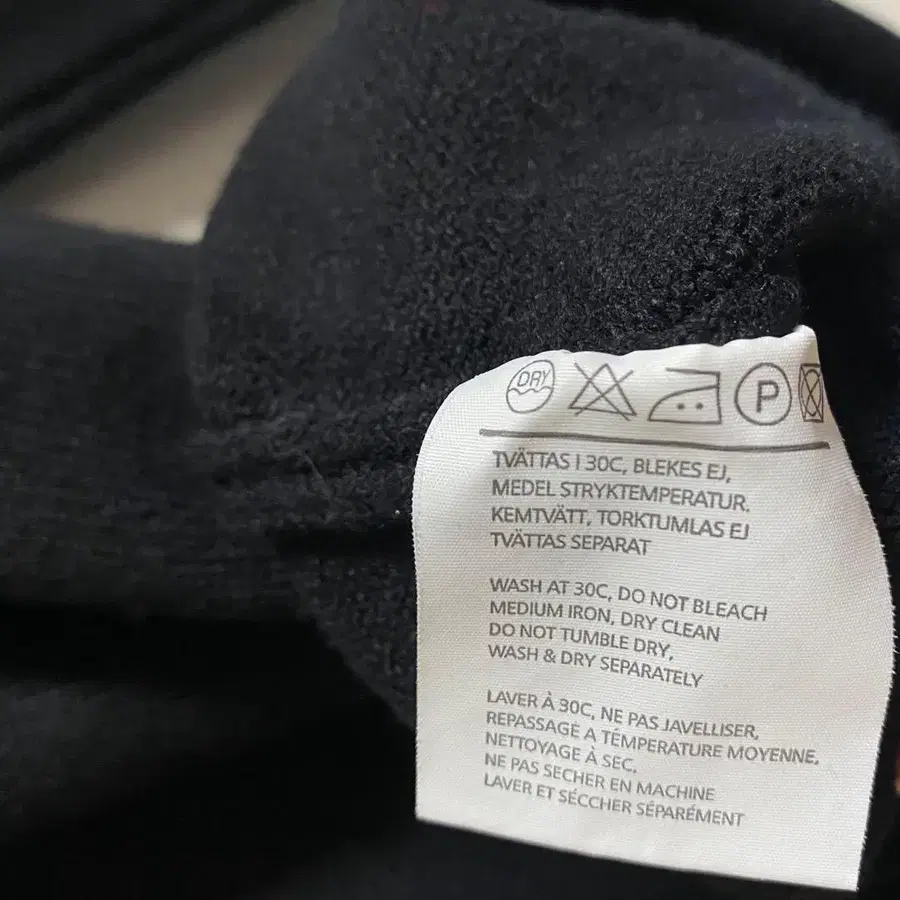 DRY P
TVÄTTAS I 30C, BLEKES EJ,
MEDEL STRYKTEMPERATUR.
KEMTVÄTT, TORKTUMLAS EJ
TVÄTTAS SEPARAT
WASH AT 30C, DO NOT BLEACH
MEDIUM IRON, DRY CLEAN
DO NOT TUMBLE DRY,
WASH & DRY SEPARATELY
LAVER À 30C, NE PAS JAVELLISER,
REPASSAGE A TÉMPERATURE MOYENNE,
NETTOYAGE À SEC,
NE PAS SECHER EN MACHINE
LAVER ET SÉCCHER SÉPARÉMENT